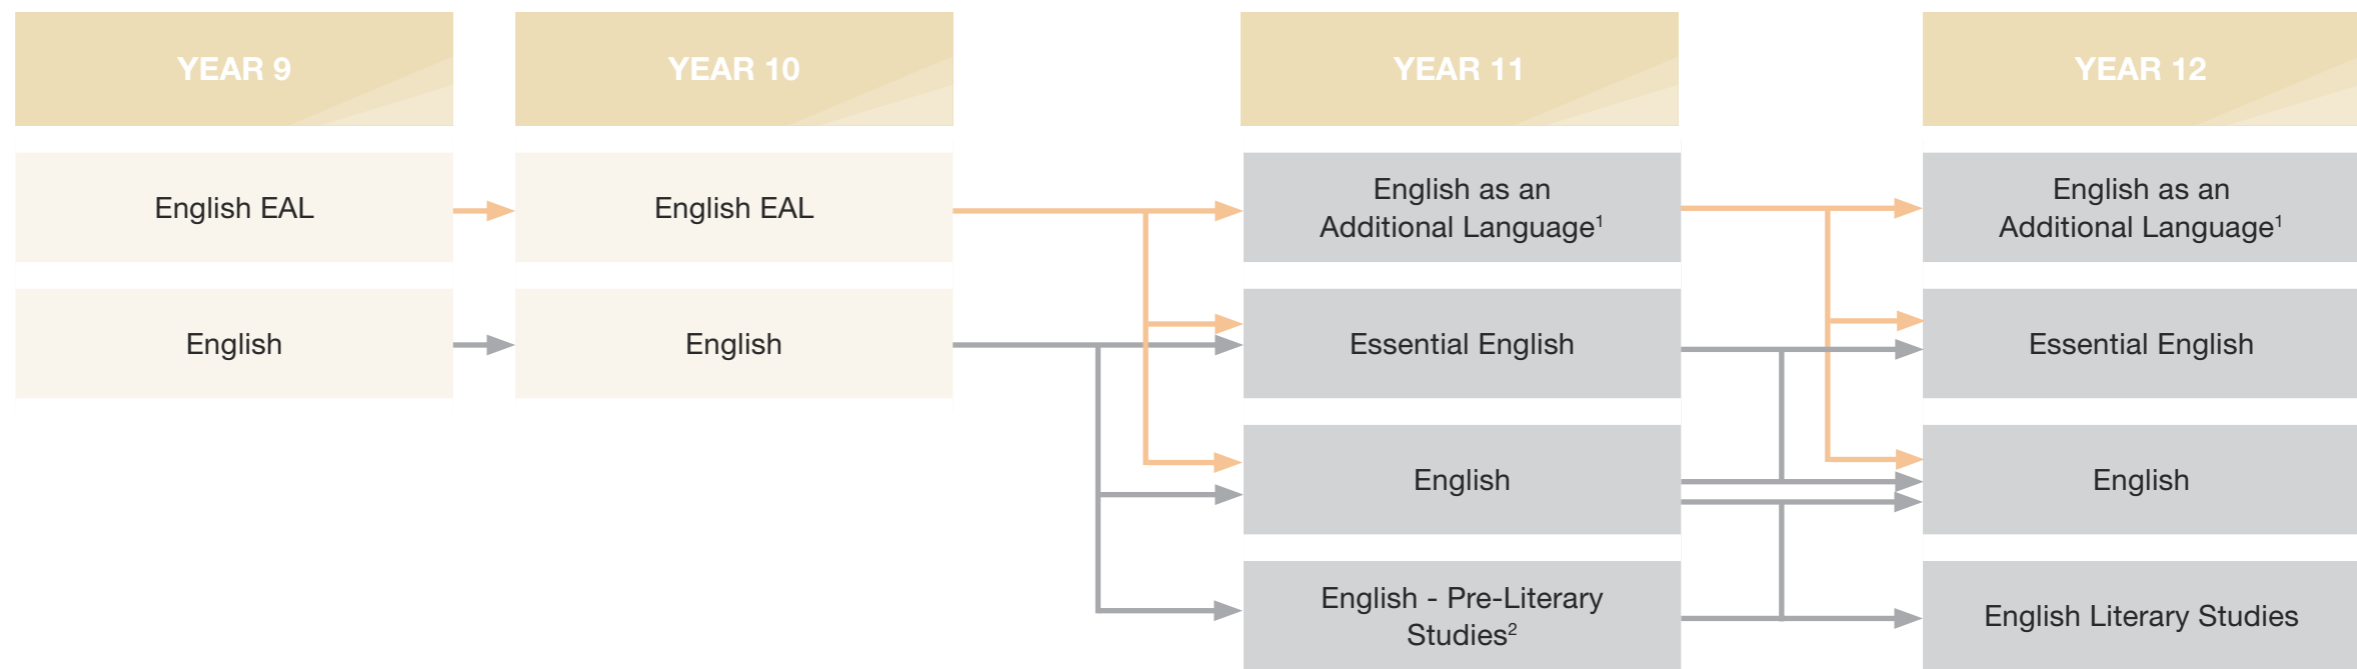 YEAR 9
YEAR 10
YEAR 11
YEAR 12
English EAL
English EAL
English as an
Additional Language¹
English as an
Additional Language¹
English
English
Essential English
Essential English
English
English
English - Pre-Literary
Studies²
English Literary Studies